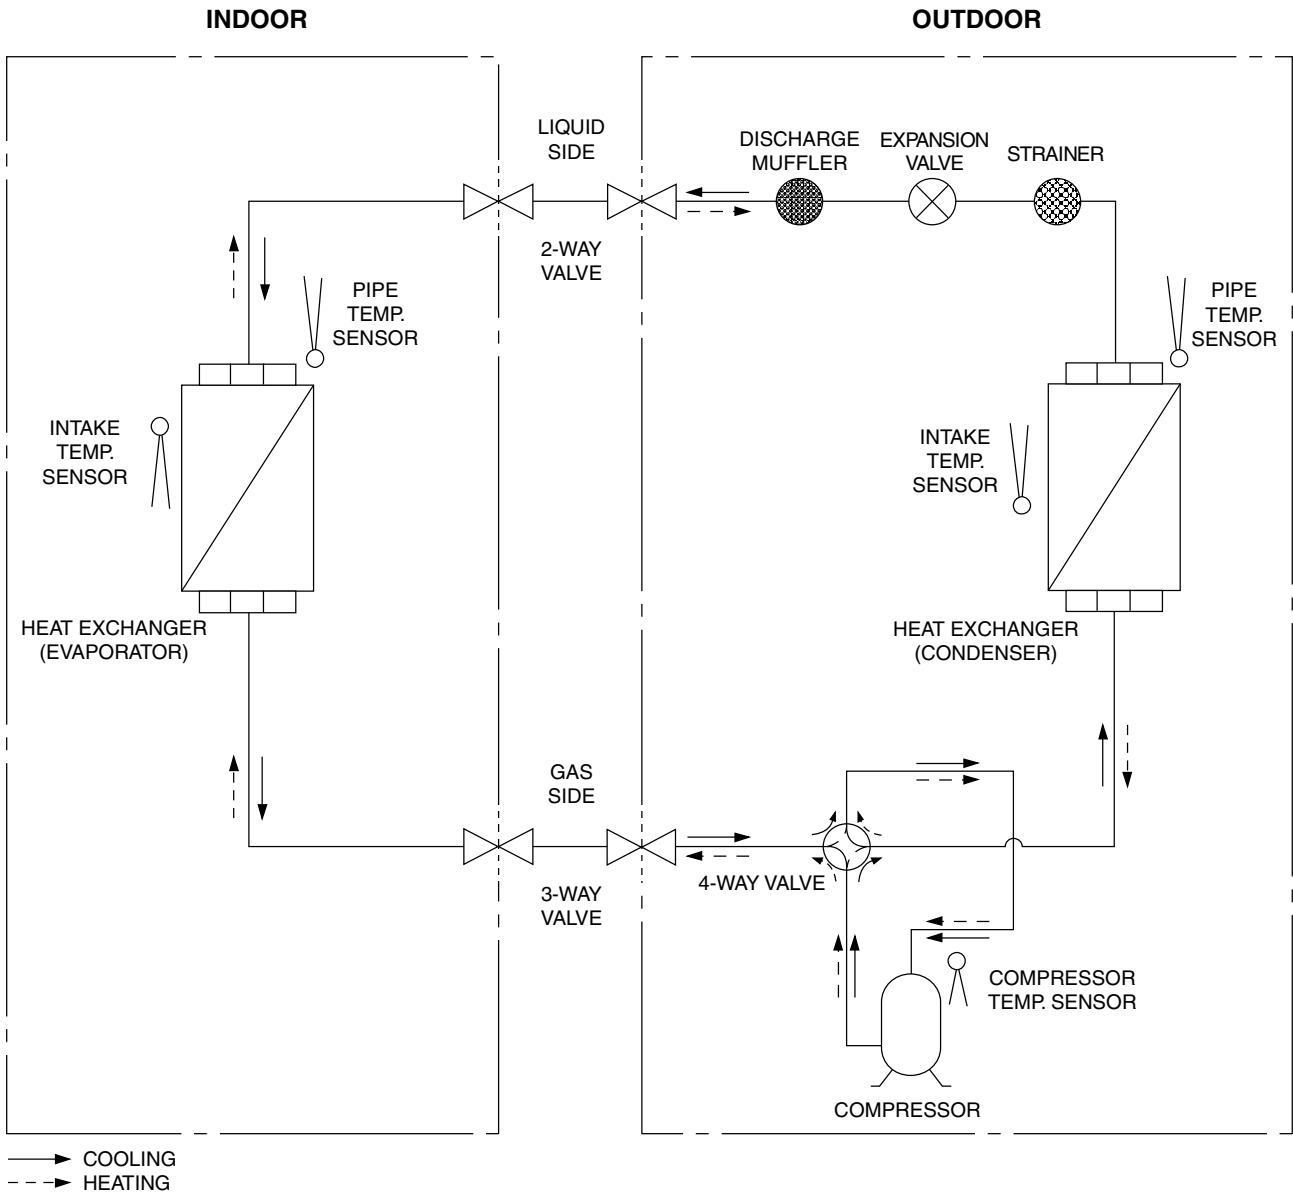 INDOOR
OUTDOOR
LIQUID
SIDE
DISCHARGE
MUFFLER
EXPANSION
VALVE
STRAINER
2-WAY
VALVE
PIPE
TEMP.
SENSOR
PIPE
TEMP.
SENSOR
INTAKE
TEMP.
SENSOR
INTAKE
TEMP.
SENSOR
HEAT EXCHANGER
(EVAPORATOR)
HEAT EXCHANGER
(CONDENSER)
GAS
SIDE
3-WAY
VALVE
4-WAY VALVE
COMPRESSOR
TEMP. SENSOR
COMPRESSOR
COOLING
HEATING